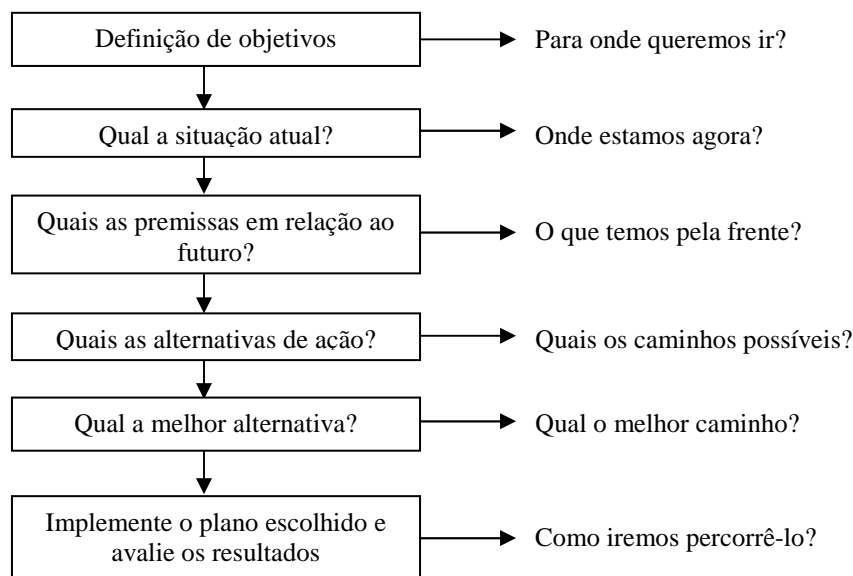 Definição de objetivos
Para onde queremos ir?
Qual a situação atual?
Onde estamos agora?
Quais as premissas em relação ao
futuro?
O que temos pela frente?
Quais as alternativas de ação?
Quais os caminhos possíveis?
Qual a melhor alternativa?
Qual o melhor caminho?
Implemente o plano escolhido e
avalie os resultados
Como iremos percorrê-lo?